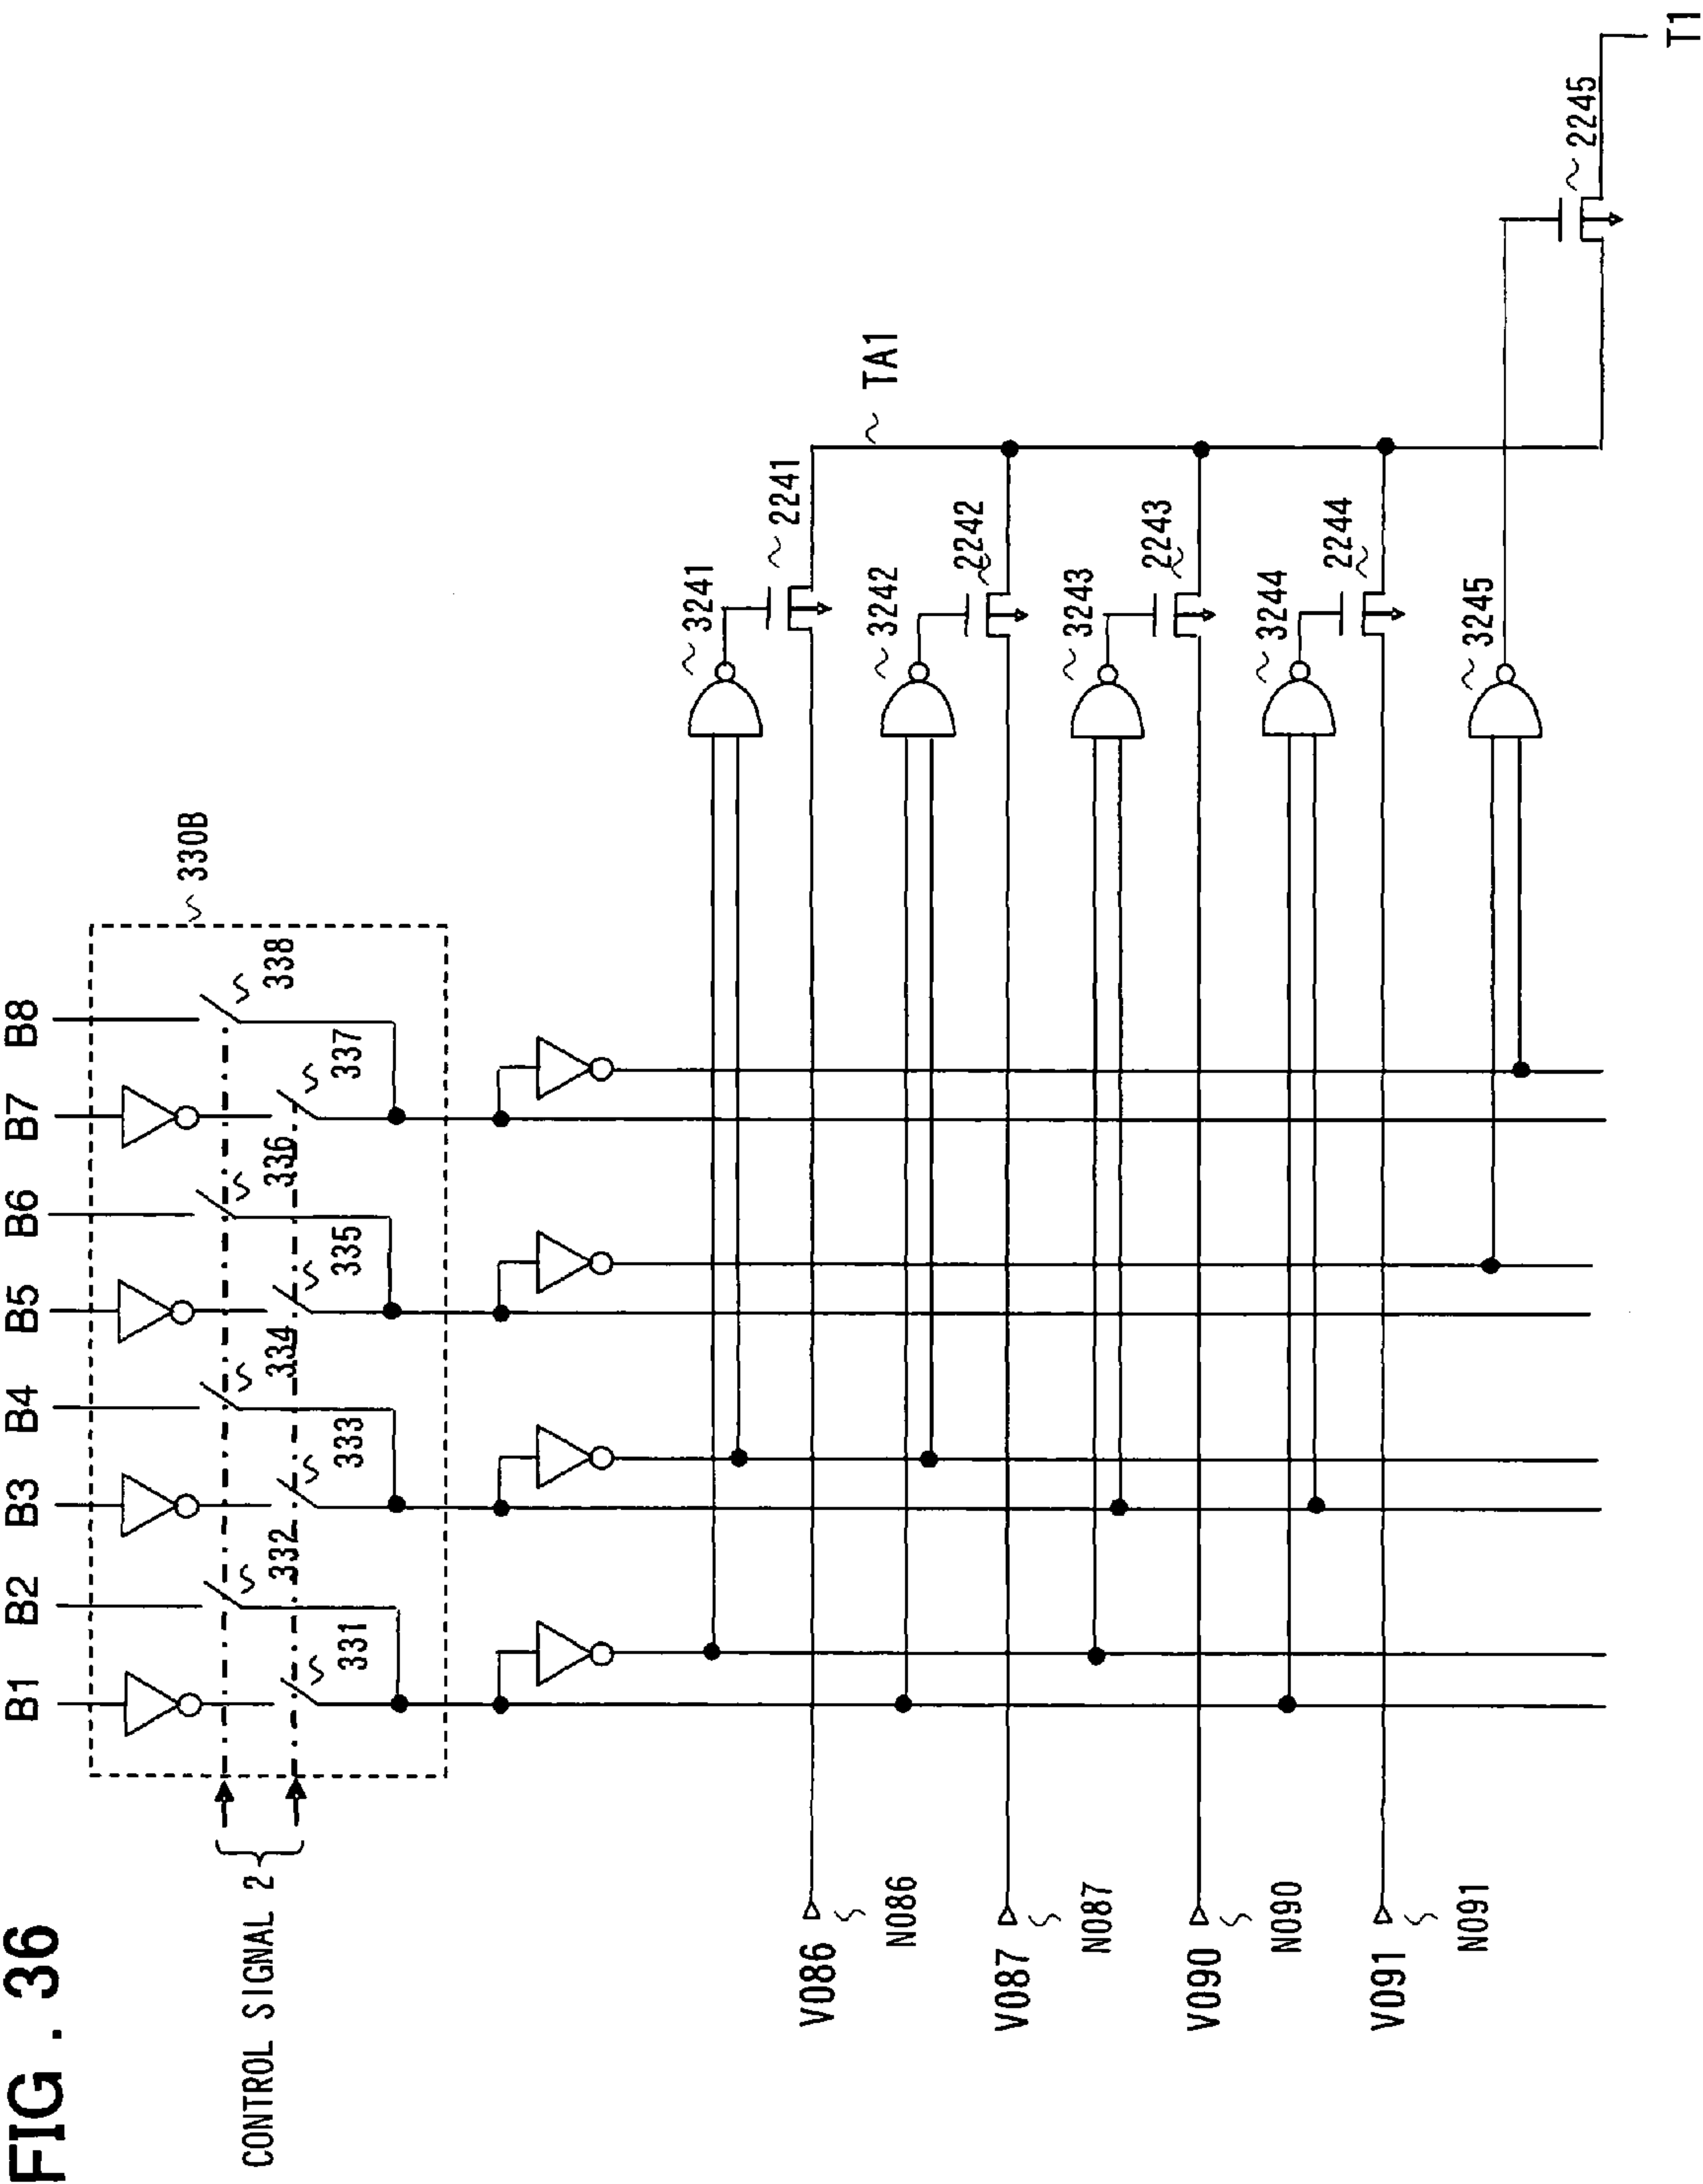 FIG. 36
B1
B2
B3
B4
B5
B6
B7
B8
CONTROL SIGNAL 2
330B
331
332
333
334
335
336
337
338
3241
2241
TA1
V086
N086
3242
2242
V087
N087
3243
2243
V090
N090
3244
2244
V091
N091
3245
2245
T1